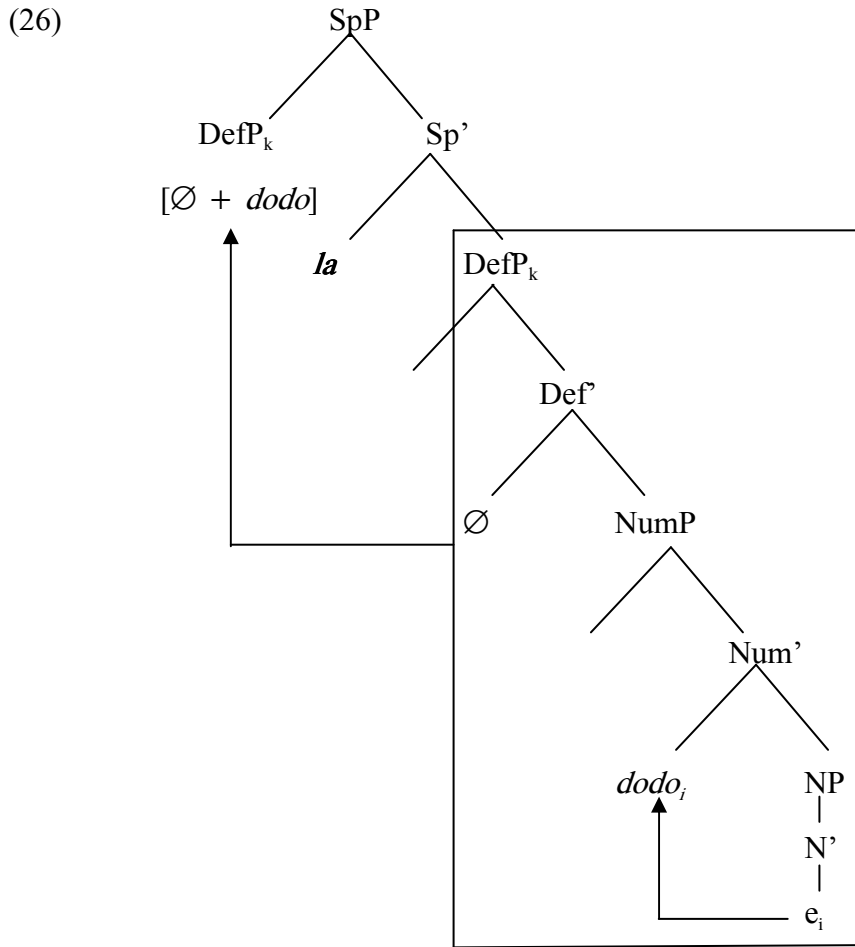 (26) SpP
DefPk Sp’
[∅ + dodo]
la DefPk
Def’
∅ NumP
Num’
dodoi NP
N’
ei